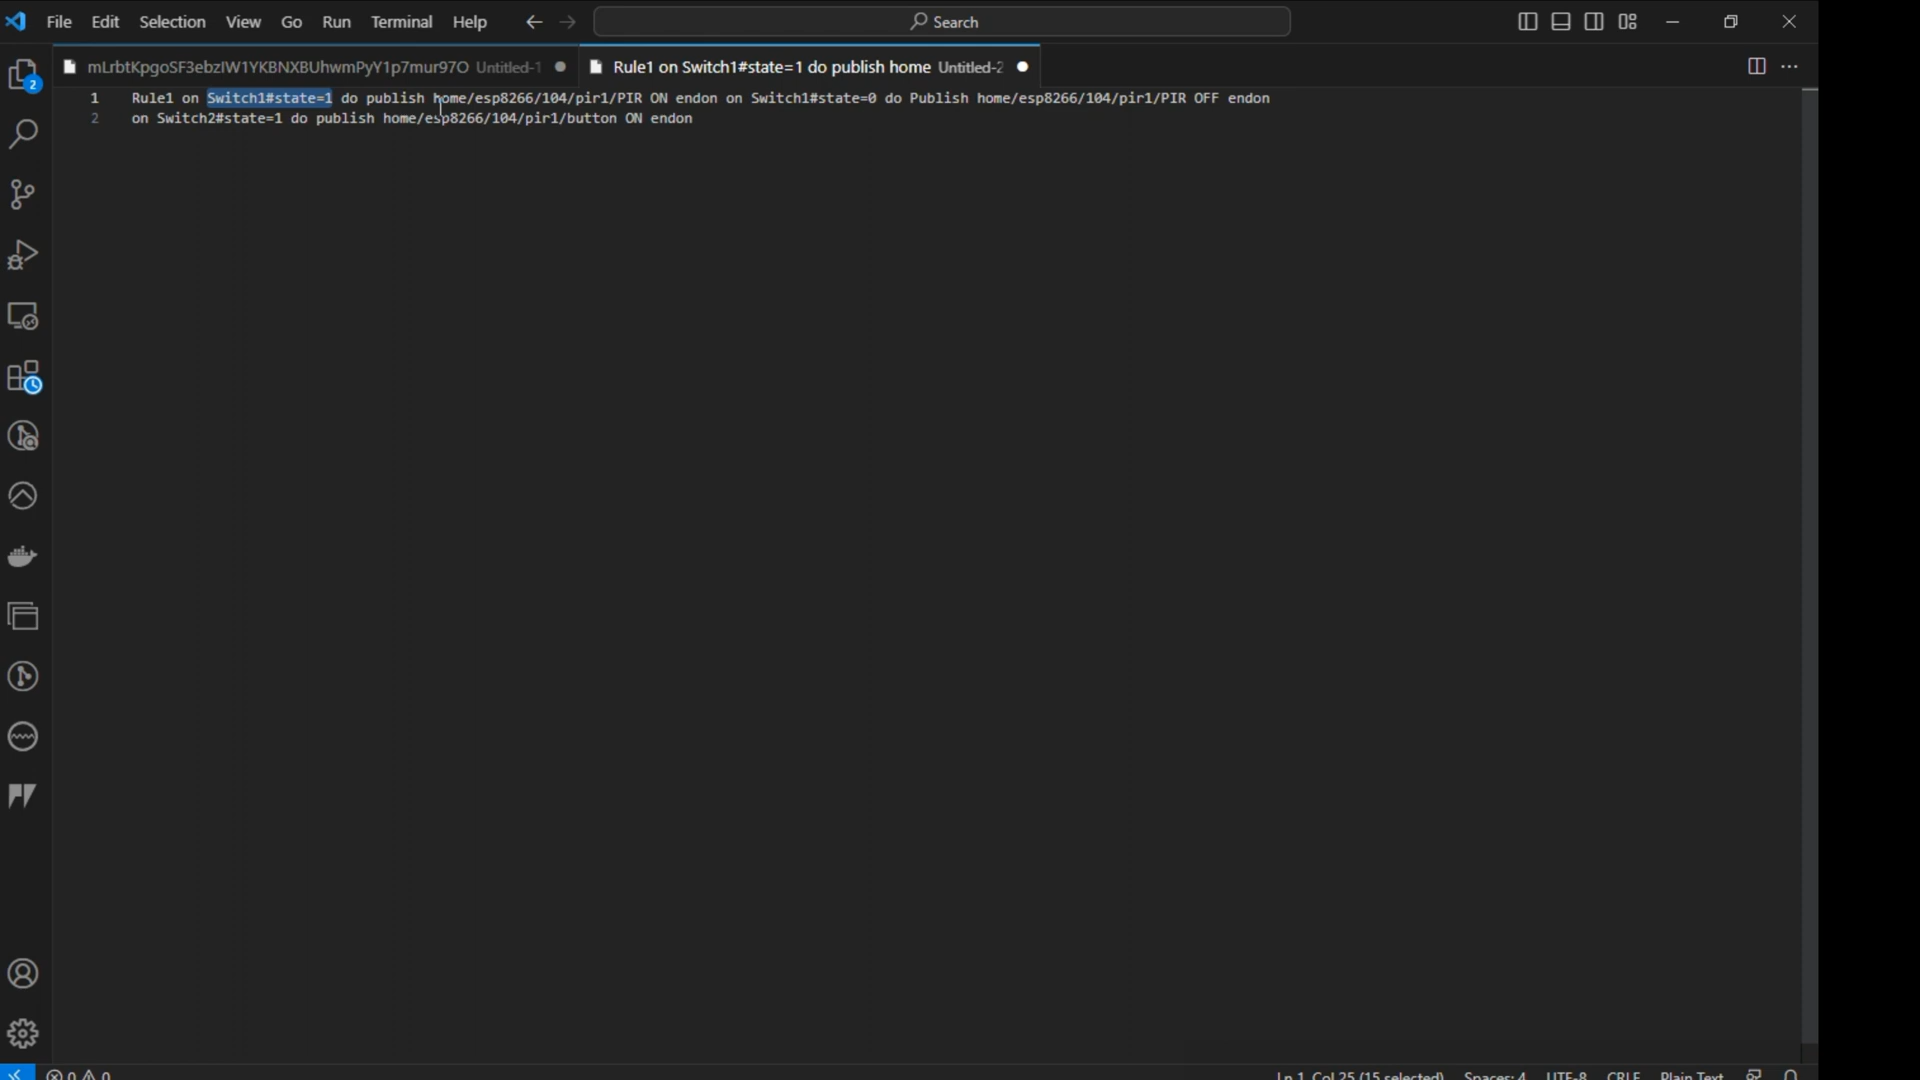 File Edit Selection View Go Run Terminal Help Search
mLrbtKpgoSF3ebzIW1YKBNXBUhwmPyY1p7mur97O Untitled-1 Rule1 on Switch1#state=1 do publish home Untitled-2
1 Rule1 on Switch1#state=1 do publish home/esp8266/104/pir1/PIR ON endon on Switch1#state=0 do Publish home/esp8266/104/pir1/PIR OFF endon
2 on Switch2#state=1 do publish home/esp8266/104/pir1/button ON endon
2
0 0 Ln 1, Col 25 (15 selected) Spaces: 4 UTF-8 CRLF Plain Text